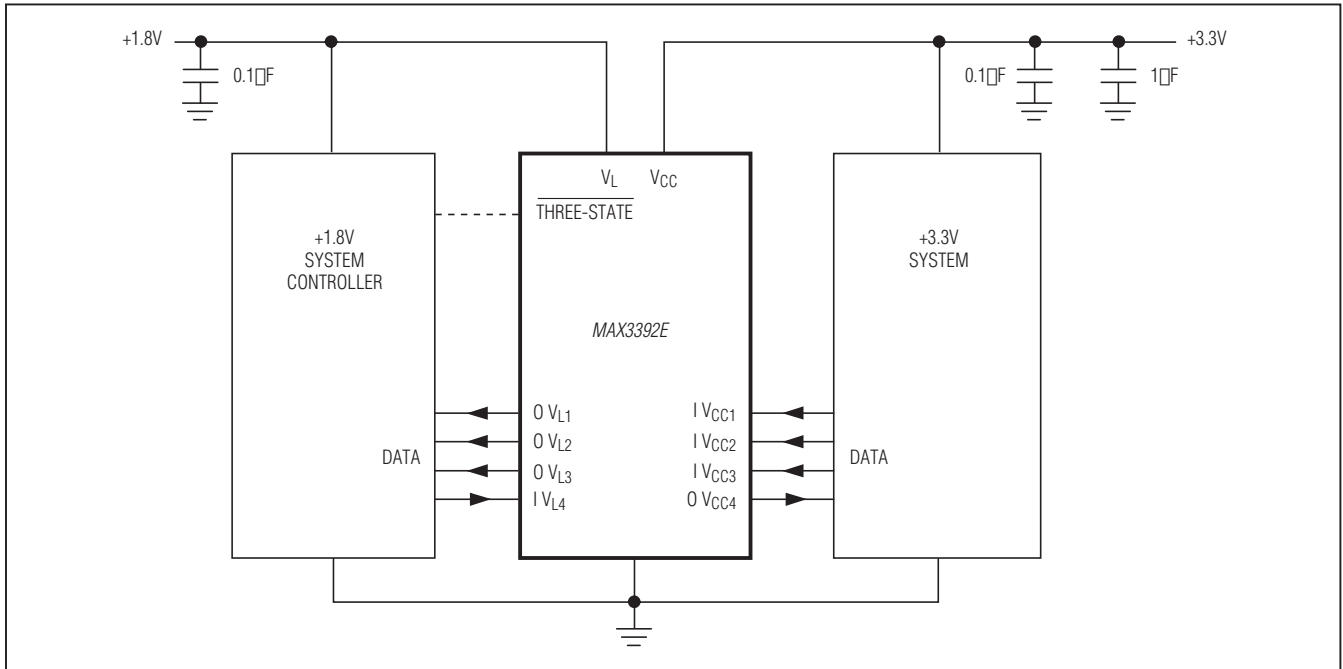 +1.8V
+3.3V
0.1▯F
0.1▯F
1▯F
VL
VCC
THREE-STATE
+1.8V
SYSTEM
CONTROLLER
+3.3V
SYSTEM
MAX3392E
O VL1
I VCC1
O VL2
I VCC2
DATA
DATA
O VL3
I VCC3
I VL4
O VCC4